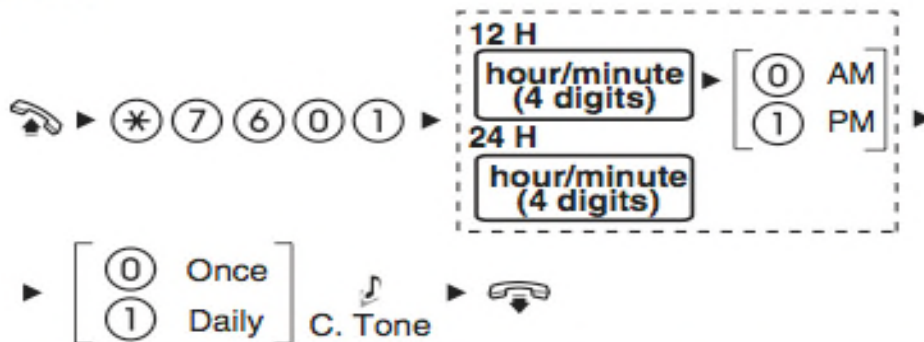 12 H
hour/minute
(4 digits)
0 AM
1 PM
* 7 6 0 1
24 H
hour/minute
(4 digits)
0 Once
1 Daily
C. Tone